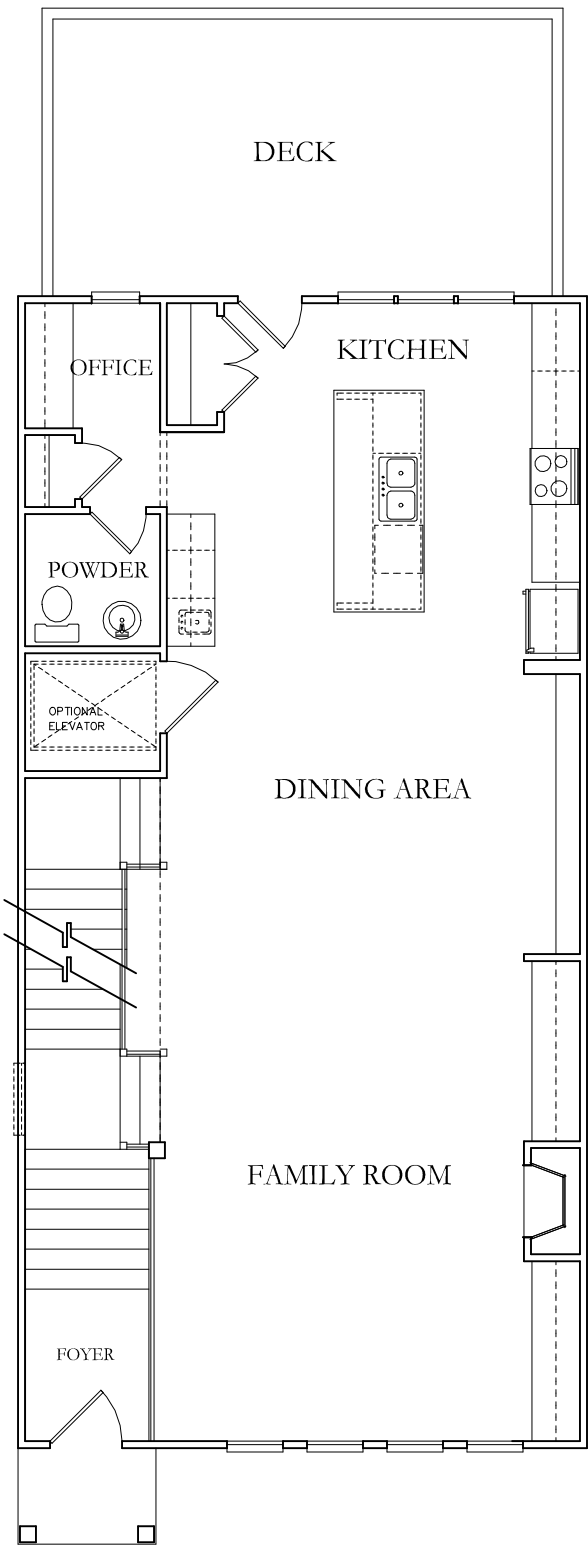 DECK
KITCHEN
OFFICE
POWDER
OPTIONAL
ELEVATOR
DINING AREA
FAMILY ROOM
FOYER